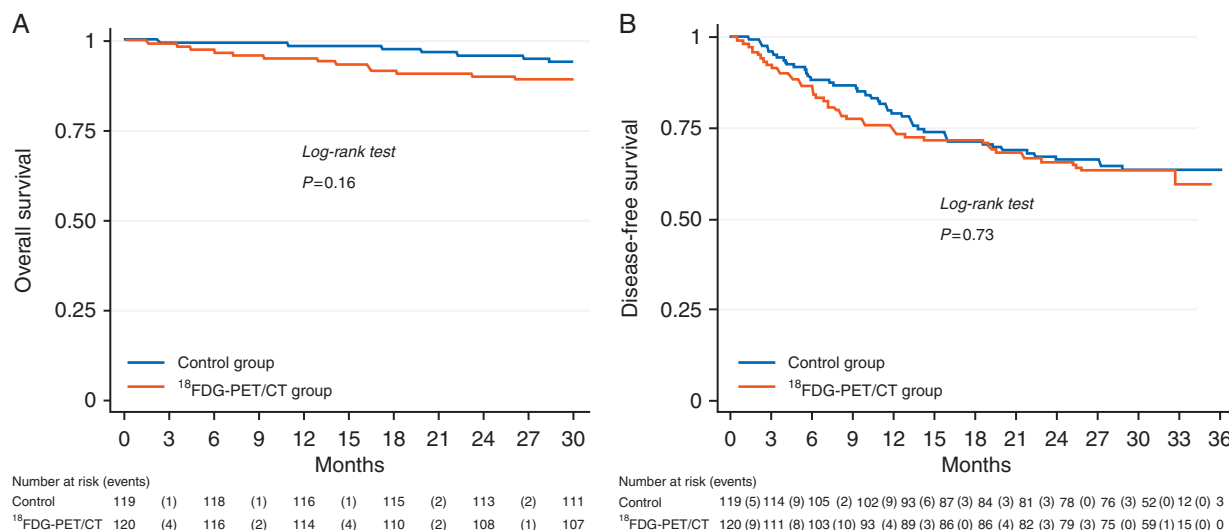 A
Overall survival
1
0.75
0.50
0.25
0
Log-rank test
P=0.16
Control group
18FDG-PET/CT group
0 3 6 9 12 15 18 21 24 27 30
Months
Number at risk (events)
Control 119 (1) 118 (1) 116 (1) 115 (2) 113 (2) 111
18FDG-PET/CT 120 (4) 116 (2) 114 (4) 110 (2) 108 (1) 107
B
Disease-free survival
1
0.75
0.50
0.25
0
Log-rank test
P=0.73
Control group
18FDG-PET/CT group
0 3 6 9 12 15 18 21 24 27 30 33 36
Months
Number at risk (events)
Control 119 (5) 114 (9) 105 (2) 102 (9) 93 (6) 87 (3) 84 (3) 81 (3) 78 (0) 76 (3) 52 (0) 12 (0) 3
18FDG-PET/CT 120 (9) 111 (8) 103 (10) 93 (4) 89 (3) 86 (0) 86 (4) 82 (3) 79 (3) 75 (0) 59 (1) 15 (0) 0